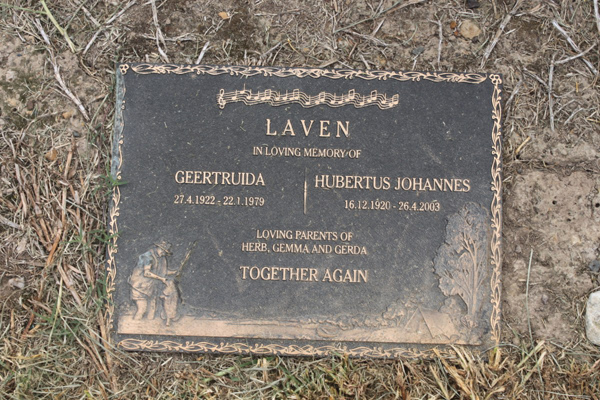 LAVEN
IN LOVING MEMORY OF
GEERTRUIDA
27.4.1922 - 22.1.1979
HUBERTUS JOHANNES
16.12.1920 - 26.4.2003
LOVING PARENTS OF
HERB, GEMMA AND GERDA
TOGETHER AGAIN